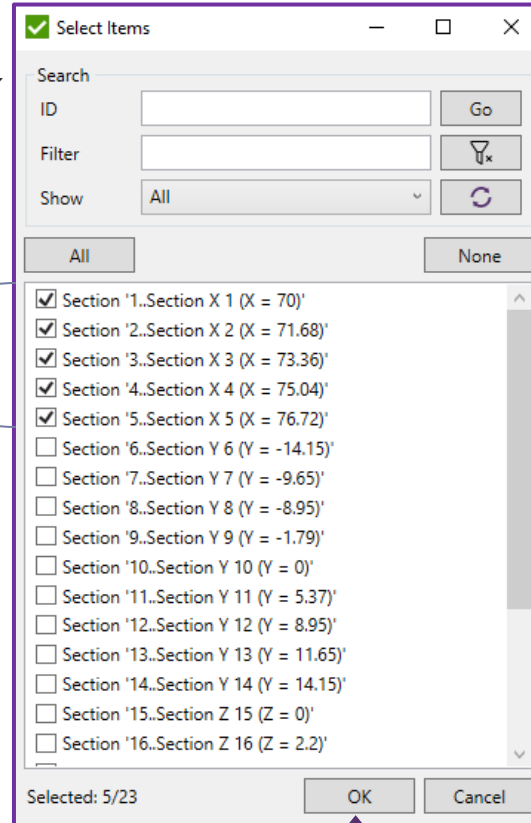 Select Items
Search
ID Go
Filter
Show All
All None
Section '1..Section X 1 (X = 70)'
Section '2..Section X 2 (X = 71.68)'
Section '3..Section X 3 (X = 73.36)'
Section '4..Section X 4 (X = 75.04)'
Section '5..Section X 5 (X = 76.72)'
Section '6..Section Y 6 (Y = -14.15)'
Section '7..Section Y 7 (Y = -9.65)'
Section '8..Section Y 8 (Y = -8.95)'
Section '9..Section Y 9 (Y = -1.79)'
Section '10..Section Y 10 (Y = 0)'
Section '11..Section Y 11 (Y = 5.37)'
Section '12..Section Y 12 (Y = 8.95)'
Section '13..Section Y 13 (Y = 11.65)'
Section '14..Section Y 14 (Y = 14.15)'
Section '15..Section Z 15 (Z = 0)'
Section '16..Section Z 16 (Z = 2.2)'
Selected: 5/23 OK Cancel